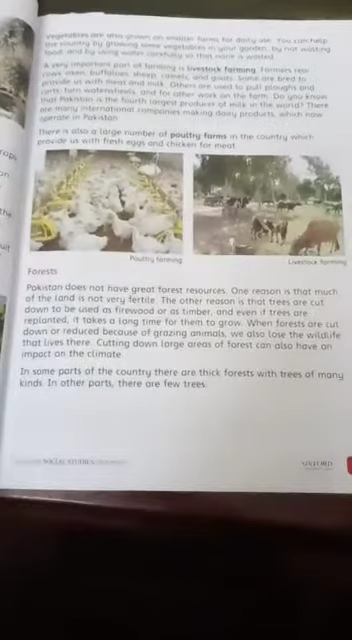 Vegetables are also grown on smaller farms for daily use. You can help
the country by growing some vegetables in your garden, by not wasting
food, and by using water carefully so that none is wasted.
A very important part of farming is livestock farming. Farmers rear
cows, oxen, buffaloes, sheep, camels, and goats. Some are bred to
provide us with meat and milk. Others are used to pull ploughs and
carts, turn waterwheels, and for other work on the farm. Do you know
that Pakistan is the fourth largest producer of milk in the world? There
are many international companies making dairy products, which now
operate in Pakistan.
There is also a large number of poultry farms in the country which
provide us with fresh eggs and chicken for meat.
Poultry farming
Livestock farming
Forests
Pakistan does not have great forest resources. One reason is that much
of the land is not very fertile. The other reason is that trees are cut
down to be used as firewood or as timber, and even if trees are
replanted, it takes a long time for them to grow. When forests are cut
down or reduced because of grazing animals, we also lose the wildlife
that lives there. Cutting down large areas of forest can also have an
impact on the climate.
In some parts of the country there are thick forests with trees of many
kinds. In other parts, there are few trees.
SOCIAL STUDIES
OXFORD